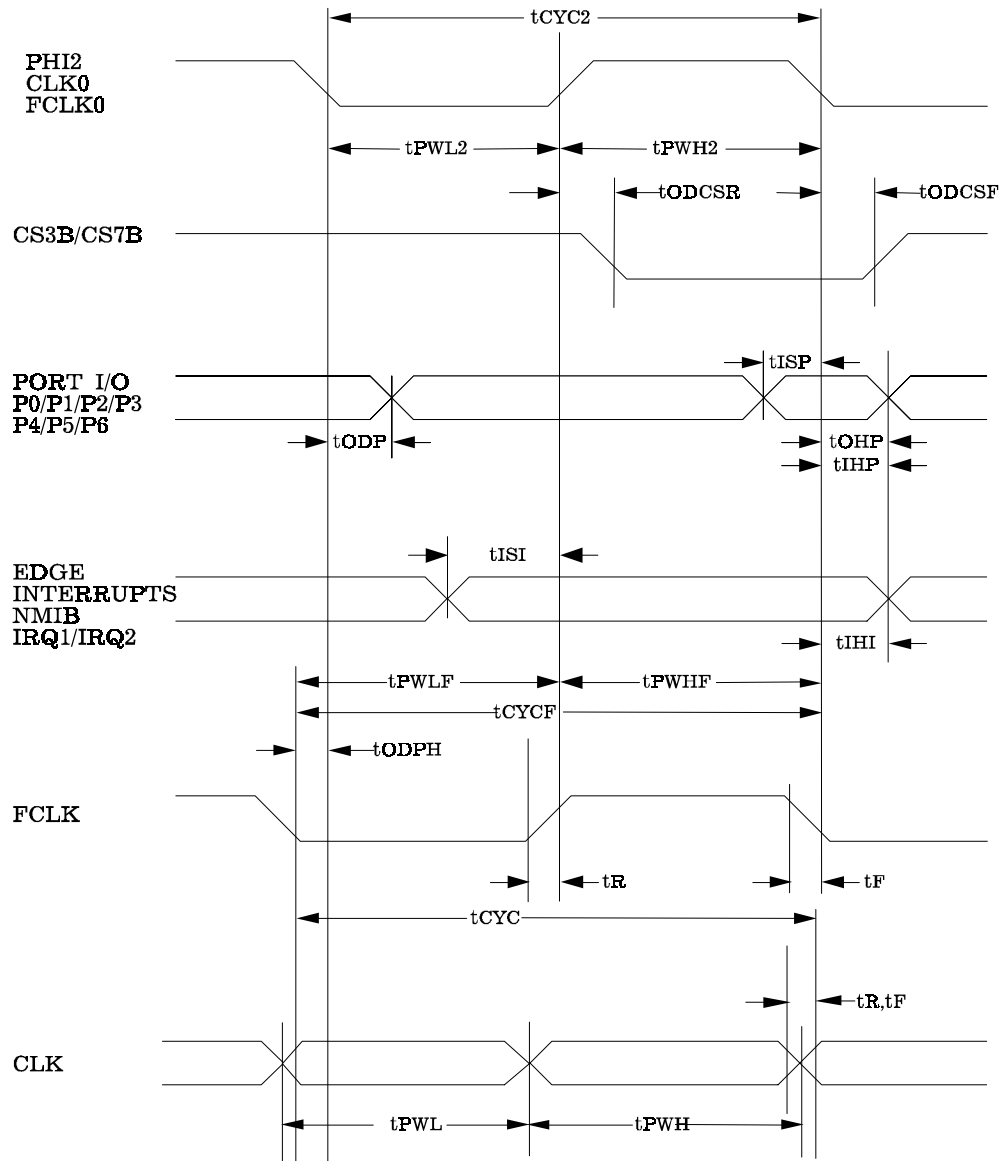 tCYC2
PHI2
CLK0
FCLK0
tPWL2
tPWH2
tODCSR
tODCSF
CS3B/CS7B
tISP
PORT I/O
P0/P1/P2/P3
P4/P5/P6
tODP
tOHP
tIHP
tISI
EDGE
INTERRUPTS
NMIB
IRQ1/IRQ2
tIHI
tPWLF
tPWHF
tCYCF
tODPH
FCLK
tR
tF
tCYC
tR,tF
CLK
tPWL
tPWH